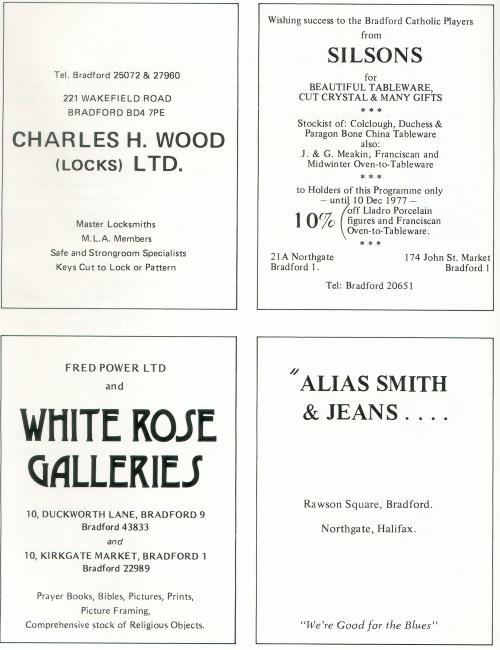 Tel. Bradford 25072 & 27960
221 WAKEFIELD ROAD
BRADFORD BD4 7PE
CHARLES H. WOOD
(LOCKS) LTD.
Master Locksmiths
M.L.A. Members
Safe and Strongroom Specialists
Keys Cut to Lock or Pattern
Wishing success to the Bradford Catholic Players
from
SILSONS
for
BEAUTIFUL TABLEWARE,
CUT CRYSTAL & MANY GIFTS
* * *
Stockist of: Colclough, Duchess &
Paragon Bone China Tableware
also:
J. & G. Meakin, Franciscan and
Midwinter Oven-to-Tableware
* * *
to Holders of this Programme only
– until 10 Dec 1977 –
10% (off Lladro Porcelain
figures and Franciscan
Oven-to-Tableware.
* * *
21A Northgate 174 John St. Market
Bradford 1. Bradford 1
Tel: Bradford 20651
FRED POWER LTD
and
WHITE ROSE
GALLERIES
10, DUCKWORTH LANE, BRADFORD 9
Bradford 43833
and
10, KIRKGATE MARKET, BRADFORD 1
Bradford 22989
Prayer Books, Bibles, Pictures, Prints,
Picture Framing,
Comprehensive stock of Religious Objects.
"ALIAS SMITH
& JEANS . . . .
Rawson Square, Bradford.
Northgate, Halifax.
"We're Good for the Blues"